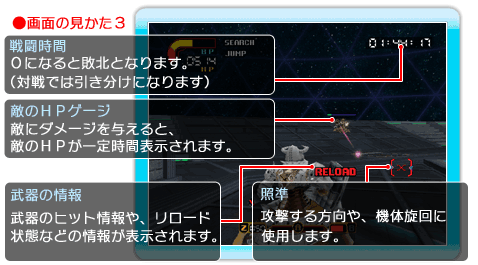 ●画面の見かた３
戦闘時間
０になると敗北となります。
（対戦では引き分けになります）
SEARCH
JUMP
HP
0514
HP
01:44:17
敵のＨＰゲージ
敵にダメージを与えると、
敵のＨＰが一定時間表示されます。
RELOAD
武器の情報
武器のヒット情報や、リロード
状態などの情報が表示されます。
照準
攻撃する方向や、機体旋回に
使用します。